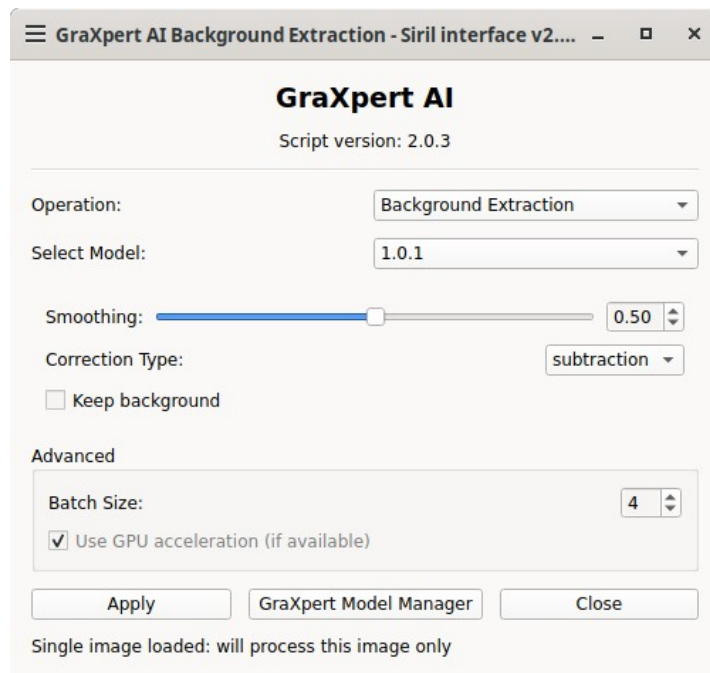 GraXpert AI Background Extraction - Siril interface v2....
GraXpert AI
Script version: 2.0.3
Operation: Background Extraction
Select Model: 1.0.1
Smoothing: 0.50
Correction Type: subtraction
Keep background
Advanced
Batch Size: 4
Use GPU acceleration (if available)
Apply GraXpert Model Manager Close
Single image loaded: will process this image only